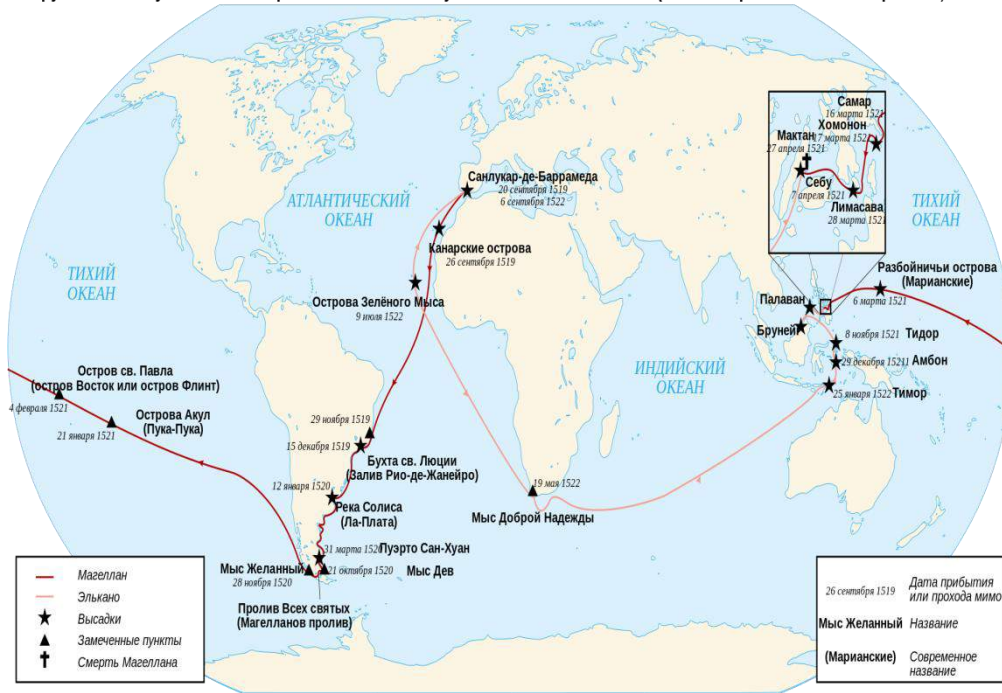 Самар
16 марта 1521
Хомонон
17 марта 1521
Мактан
27 апреля 1521
Себу
7 апреля 1521
Лимасава
28 марта 1521
ТИХИЙ
ОКЕАН
Санлукар-де-Баррамеда
20 сентября 1519
6 сентября 1522
АТЛАНТИЧЕСКИЙ
ОКЕАН
Канарские острова
26 сентября 1519
ТИХИЙ
ОКЕАН
Разбойничьи острова
(Марианские)
6 марта 1521
Острова Зелёного Мыса
9 июля 1522
Палаван
Бруней
8 ноября 1521 Тидор
29 декабря 15211 Амбон
25 января 1522 Тимор
ИНДИЙСКИЙ
ОКЕАН
Остров св. Павла
(остров Восток или остров Флинт)
4 февраля 1521
Острова Акул
(Пука-Пука)
21 января 1521
29 ноября 1519
15 декабря 1519
Бухта св. Люции
(Залив Рио-де-Жанейро)
12 января 1520
Река Солиса
(Ла-Плата)
19 мая 1522
Мыс Доброй Надежды
31 марта 1520 Пуэрто Сан-Хуан
Мыс Желанный
28 ноября 1520
21 октября 1520 Мыс Дев
Пролив Всех святых
(Магелланов пролив)
Магеллан
Элькано
Высадки
Замеченные пункты
Смерть Магеллана
26 сентября 1519 Дата прибытия
или прохода мимо
Мыс Желанный Название
(Марианские) Современное
название